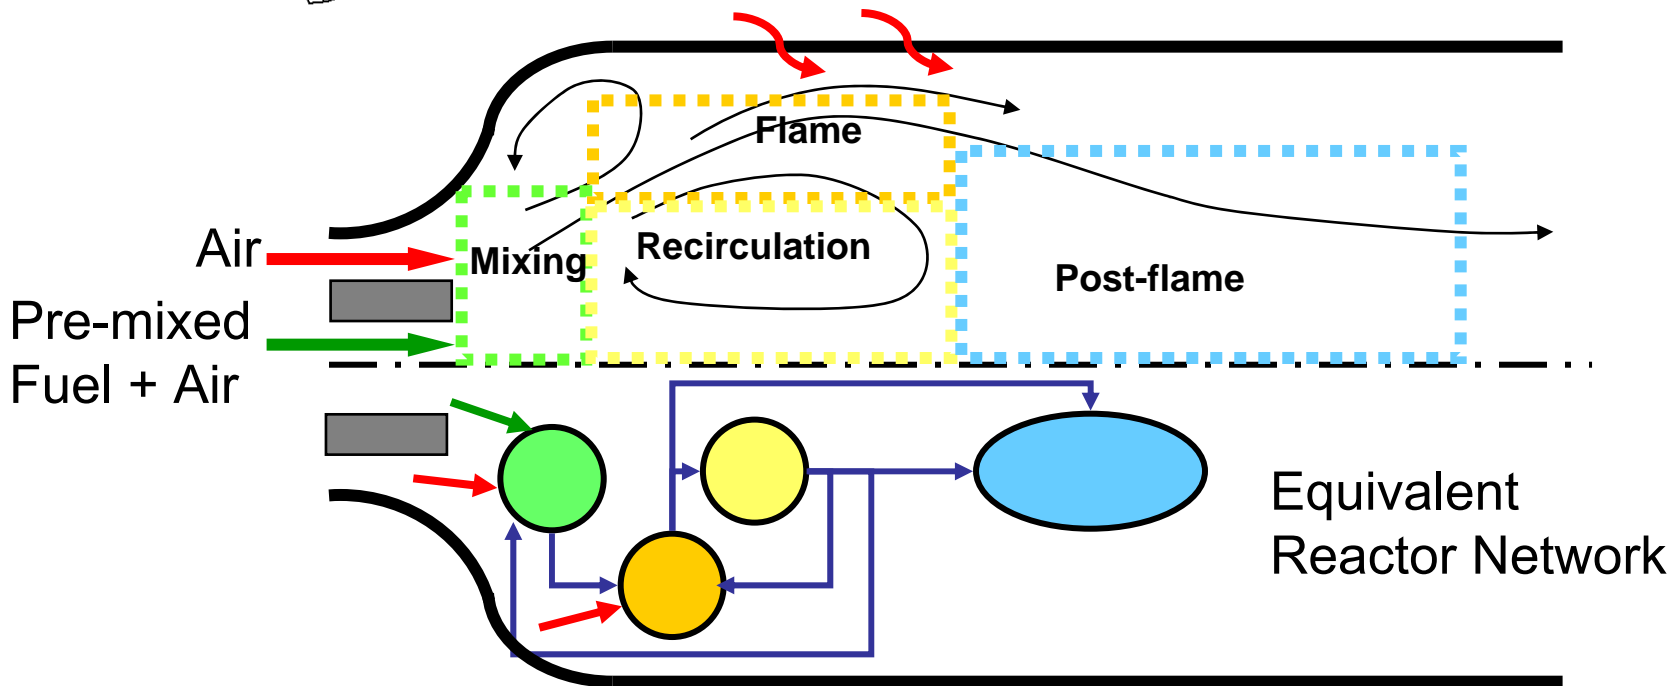 Flame
Air
Mixing
Recirculation
Post-flame
Pre-mixed
Fuel + Air
Equivalent
Reactor Network